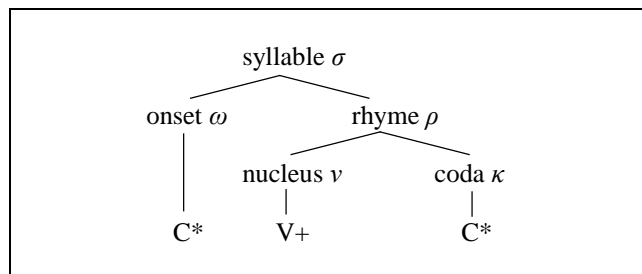 syllable σ
onset ω rhyme ρ
nucleus ν coda κ
C* V+ C*